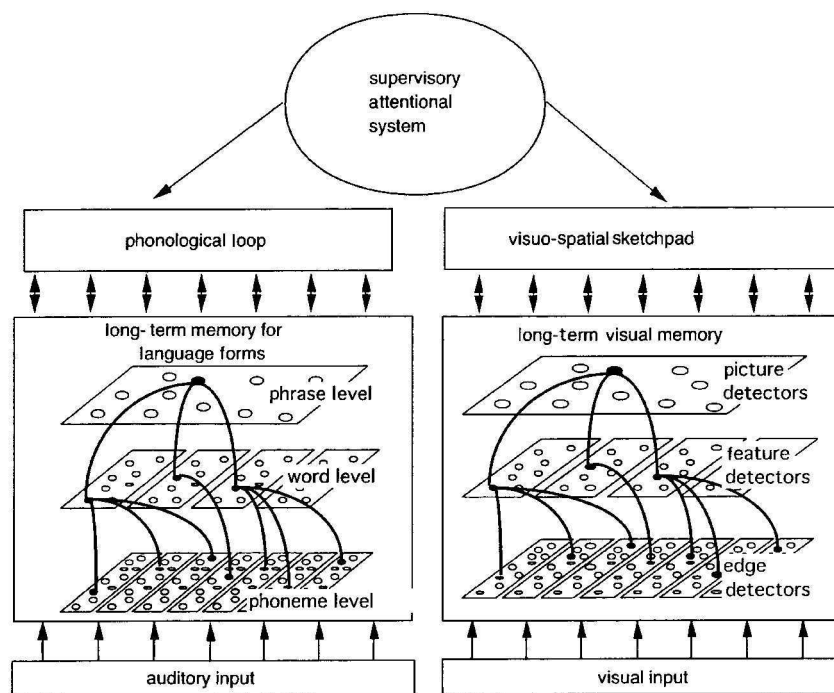 supervisory
attentional
system
phonological loop
visuo-spatial sketchpad
long-term memory for
language forms
phrase level
word level
phoneme level
long-term visual memory
picture
detectors
feature
detectors
edge
detectors
auditory input
visual input